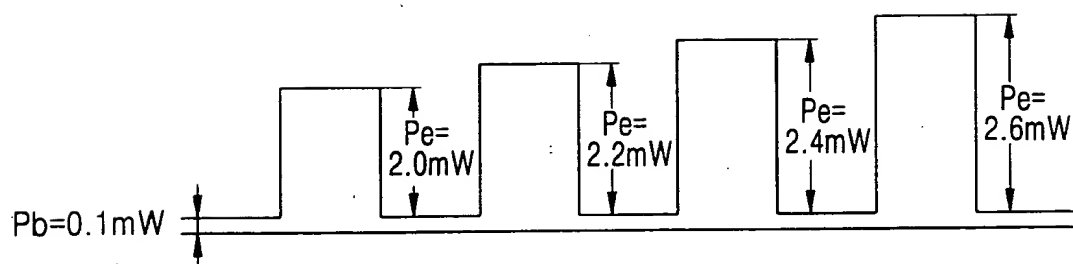 Pe=
2.0mW
Pe=
2.2mW
Pe=
2.4mW
Pe=
2.6mW
Pb=0.1mW